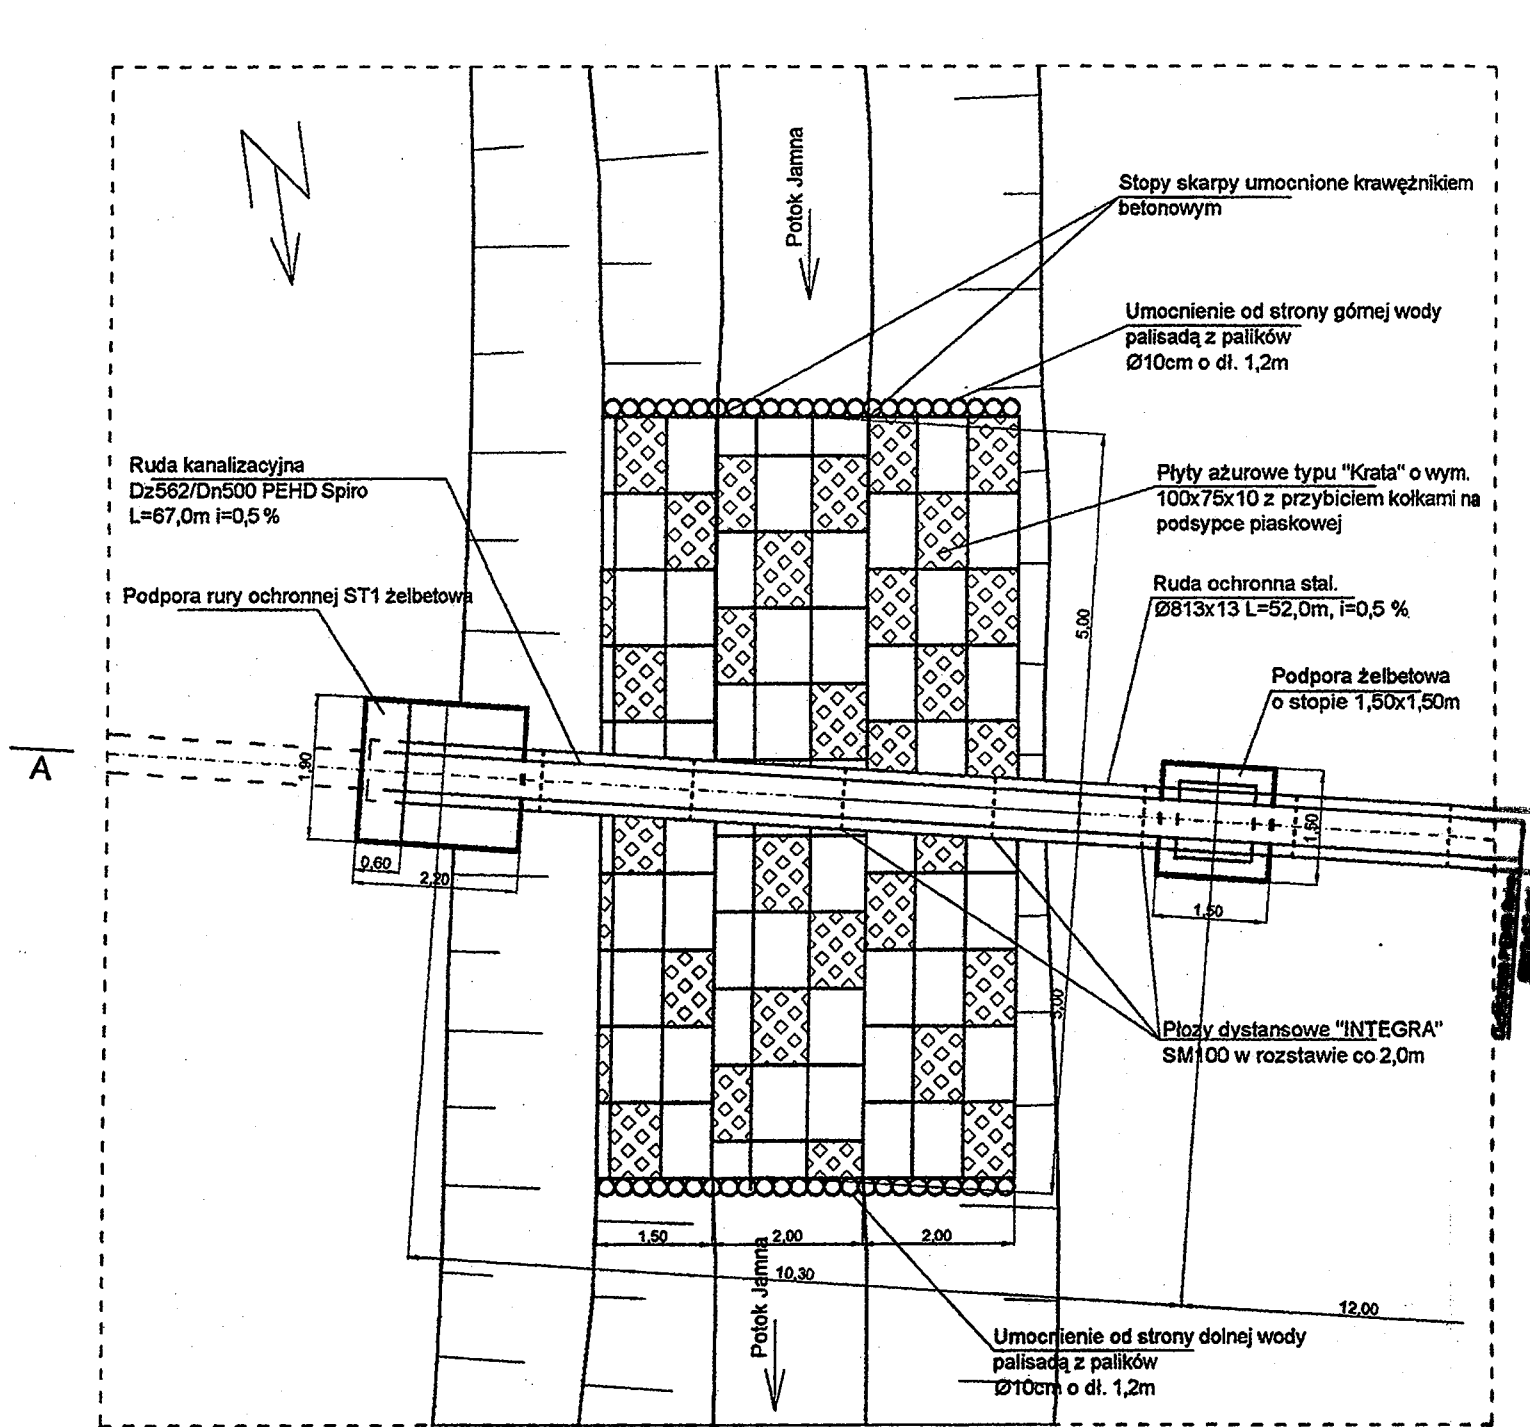 Potok Jamna
Stopy skarpy umocnione krawężnikiem
betonowym
Umocnienie od strony górnej wody
palisadą z palików
Ø10cm o dł. 1,2m
Ruda kanalizacyjna
Dz562/Dn500 PEHD Spiro
L=67,0m i=0,5 %
Płyty ażurowe typu "Krata" o wym.
100x75x10 z przybiciem kołkami na
podsypce piaskowej
Podpora rury ochronnej ST1 żelbetowa
Ruda ochronna stal.
Ø813x13 L=52,0m, i=0,5 %
5,00
Podpora żelbetowa
o stopie 1,50x1,50m
A
1,90
1,50
0,60
2,20
1,50
5,00
Płozy dystansowe "INTEGRA"
SM100 w rozstawie co 2,0m
1,50
2,00
2,00
10,30
12,00
Potok Jamna
Umocnienie od strony dolnej wody
palisadą z palików
Ø10cm o dł. 1,2m